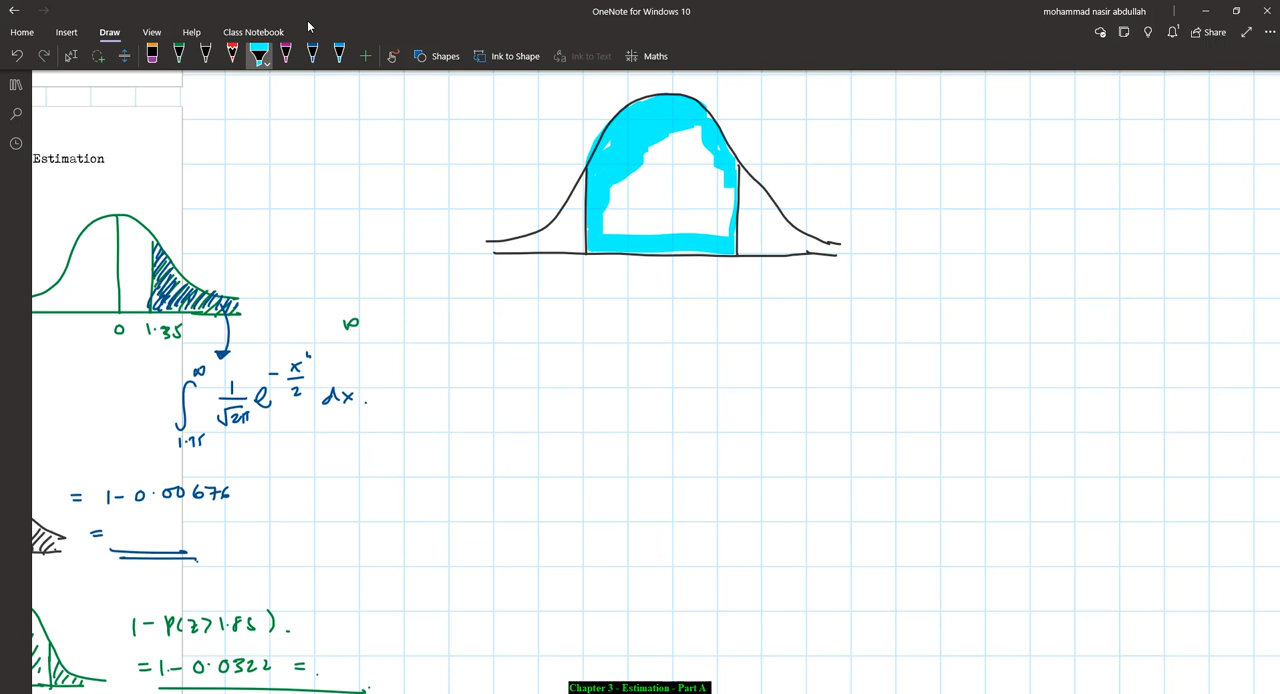 OneNote for Windows 10
mohammad nasir abdullah
Home Insert Draw View Help Class Notebook
Share
Shapes Ink to Shape Ink to Text Maths
Estimation
0 1.35
∞
∞
∫ 1/√2π e^-x²/2 dx.
= 1 - 0.00676
=
1 - P(Z > 1.85).
= 1 - 0.0322 = .
Chapter 3 - Estimation - Part A